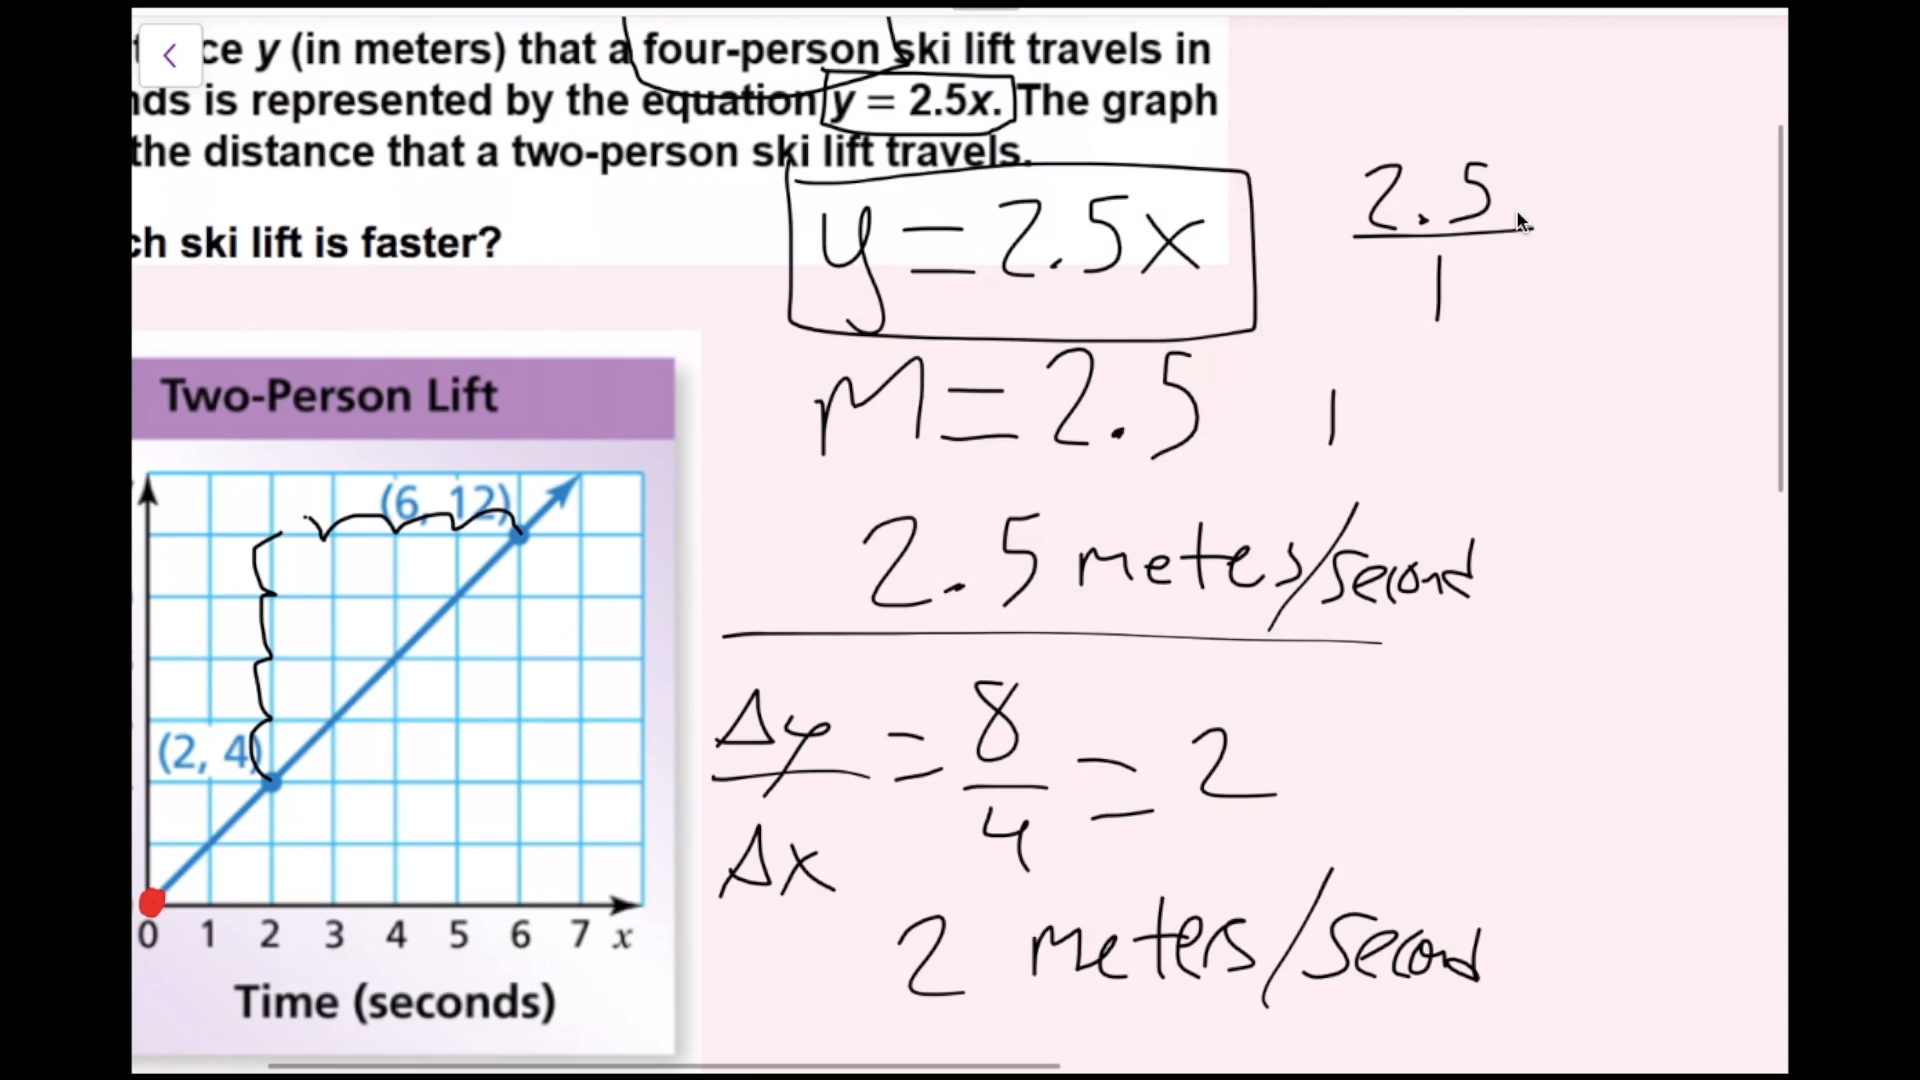 ce y (in meters) that a four-person ski lift travels in
nds is represented by the equation y = 2.5x. The graph
the distance that a two-person ski lift travels.
ch ski lift is faster?
y = 2.5x
2.5
1
m = 2.5
1
2.5 meters/second
Two-Person Lift
(6, 12)
(2, 4)
0 1 2 3 4 5 6 7 x
Time (seconds)
Δy
Δx
= 8
4
= 2
2 meters/second